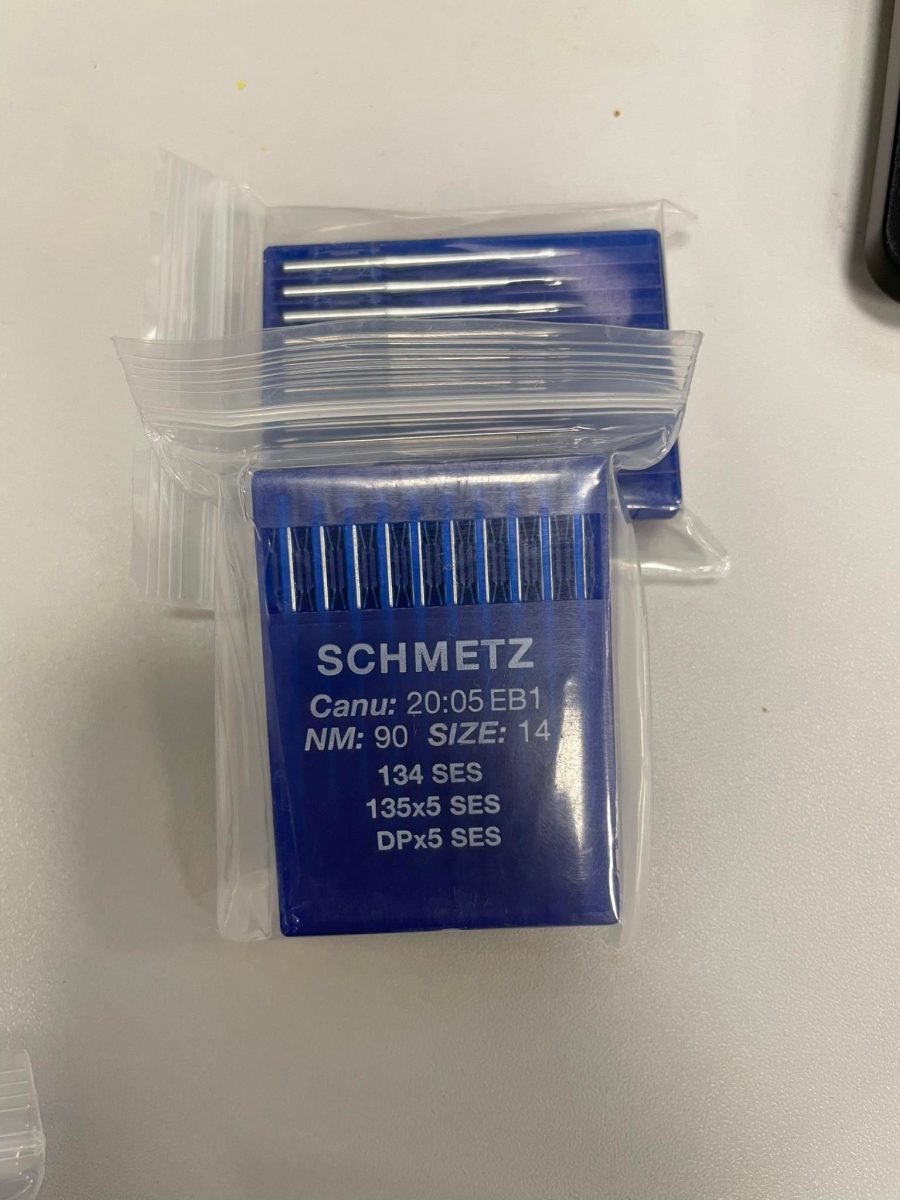 SCHMETZ
Canu: 20:05 EB1
NM: 90 SIZE: 14
134 SES
135x5 SES
DPx5 SES